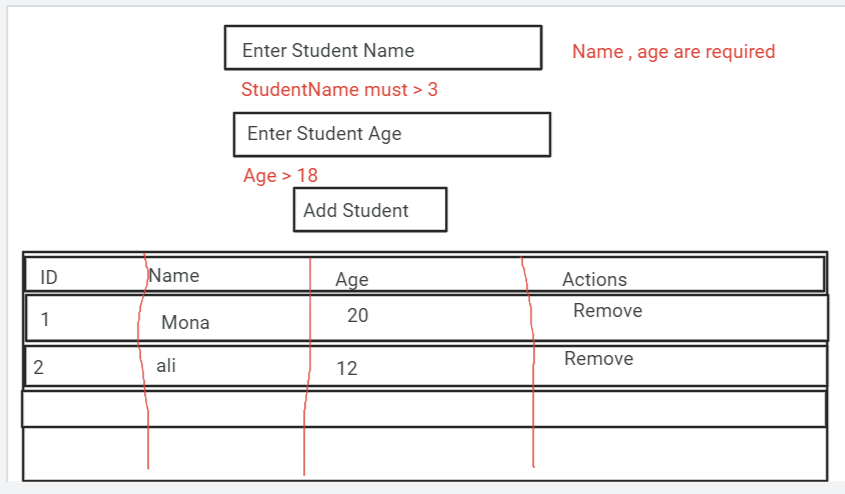 Enter Student Name
Name , age are required
StudentName must > 3
Enter Student Age
Age > 18
Add Student
ID Name Age Actions
1 Mona 20 Remove
2 ali 12 Remove